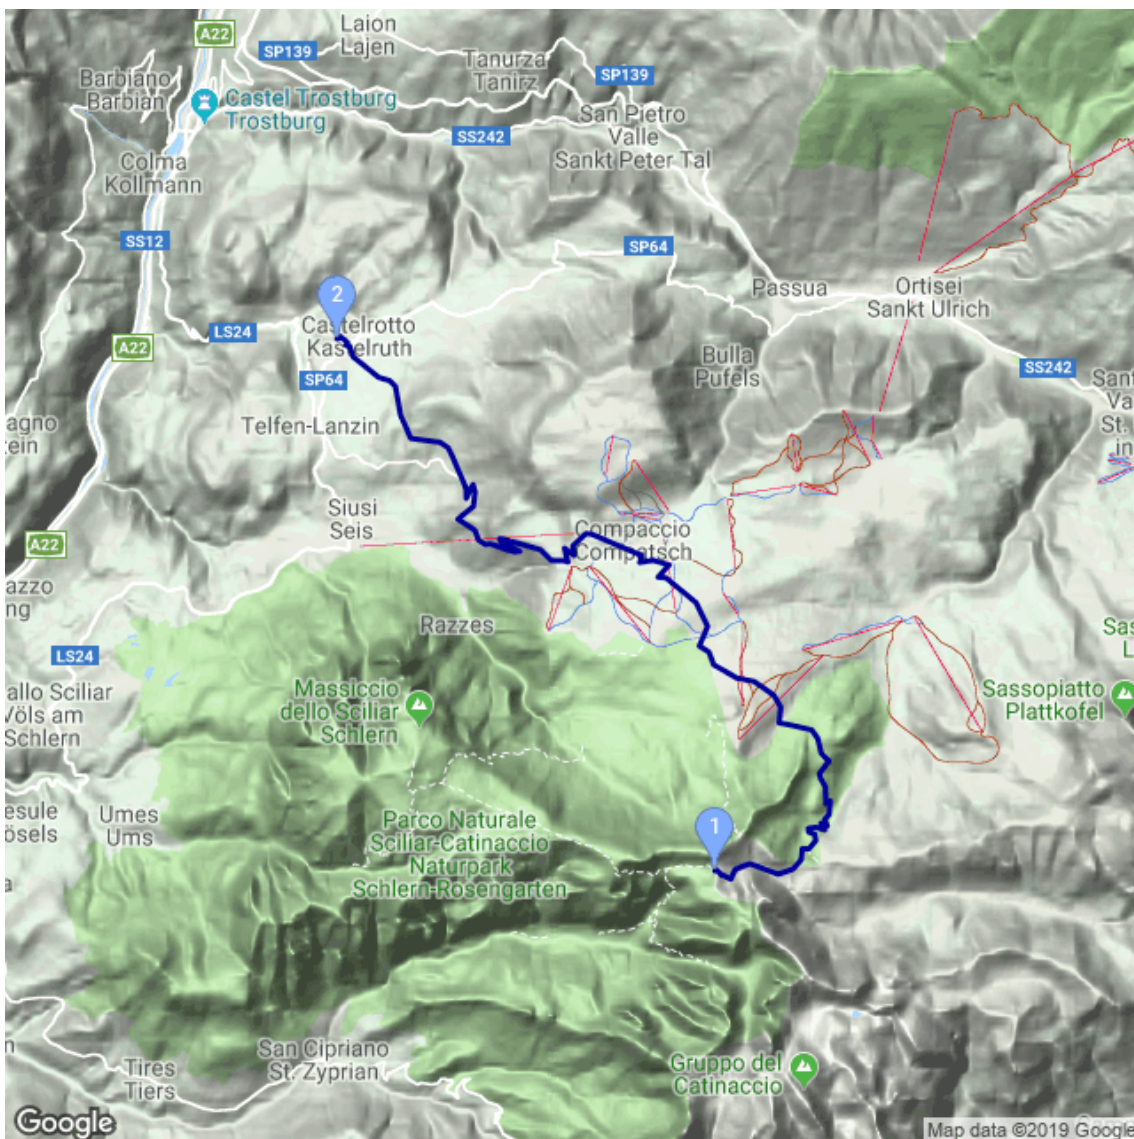 Laion
Lajen
A22
SP139
Tanurza
Tanirz
SP139
Barbiano
Barbian
Castel Trostburg
Trostburg
San Pietro
Valle
Sankt Peter Tal
SS242
Colma
Kollmann
SS12
SP64
Passua
Ortisei
Sankt Ulrich
2
Castelrotto
Kastelruth
LS24
A22
SP64
Bulla
Pufels
SS242
Telfen-Lanzin
Siusi
Seis
A22
Compaccio
Compatsch
Razzes
LS24
Massiccio
dello Sciliar
Schlern
Sassopiatto
Plattkofel
Völs am
Schlern
Umes
Ums
1
Parco Naturale
Sciliar-Catinaccio
Naturpark
Schlern-Rosengarten
San Cipriano
St. Zyprian
Tires
Tiers
Gruppo del
Catinaccio
Google
Map data ©2019 Google